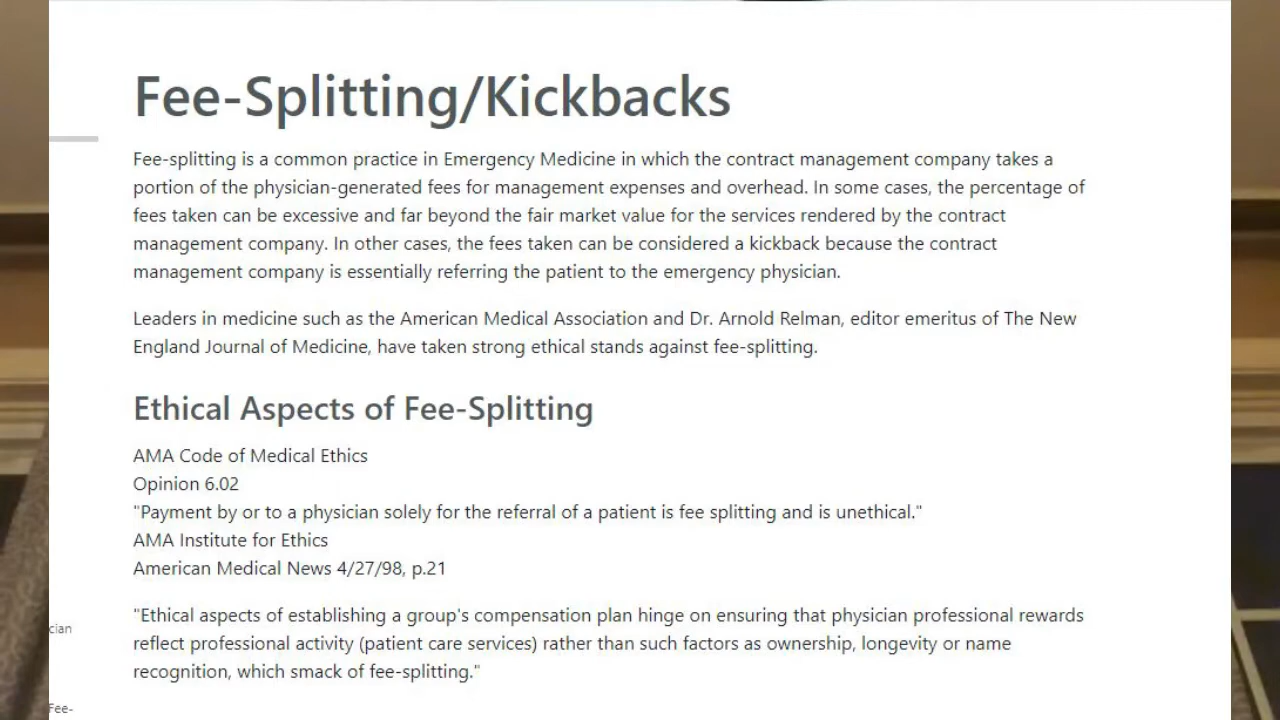 Fee-Splitting/Kickbacks
Fee-splitting is a common practice in Emergency Medicine in which the contract management company takes a
portion of the physician-generated fees for management expenses and overhead. In some cases, the percentage of
fees taken can be excessive and far beyond the fair market value for the services rendered by the contract
management company. In other cases, the fees taken can be considered a kickback because the contract
management company is essentially referring the patient to the emergency physician.
Leaders in medicine such as the American Medical Association and Dr. Arnold Relman, editor emeritus of The New
England Journal of Medicine, have taken strong ethical stands against fee-splitting.
Ethical Aspects of Fee-Splitting
AMA Code of Medical Ethics
Opinion 6.02
"Payment by or to a physician solely for the referral of a patient is fee splitting and is unethical."
AMA Institute for Ethics
American Medical News 4/27/98, p.21
"Ethical aspects of establishing a group's compensation plan hinge on ensuring that physician professional rewards
reflect professional activity (patient care services) rather than such factors as ownership, longevity or name
recognition, which smack of fee-splitting."
cian
Fee-